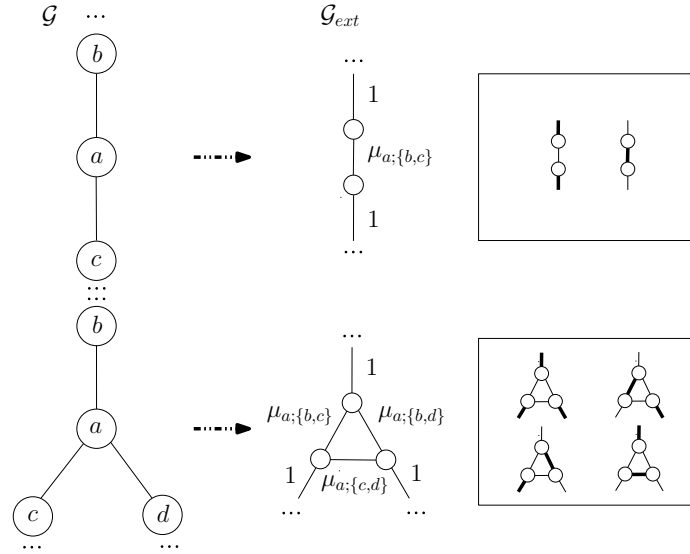 𝒢 ...
𝒢_ext
b
...
1
a
μ_{a;{b,c}}
1
c
...
...
...
b
...
1
μ_{a;{b,c}}
μ_{a;{b,d}}
a
1
μ_{a;{c,d}}
1
c
d
...
...
...
...